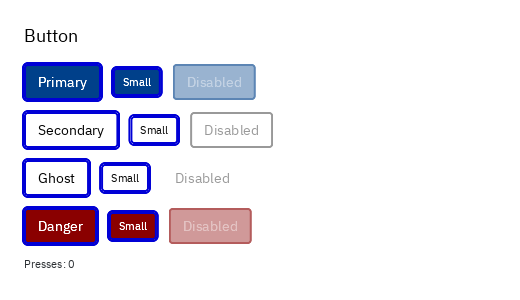 Button
Primary Small Disabled
Secondary Small Disabled
Ghost Small Disabled
Danger Small Disabled
Presses: 0